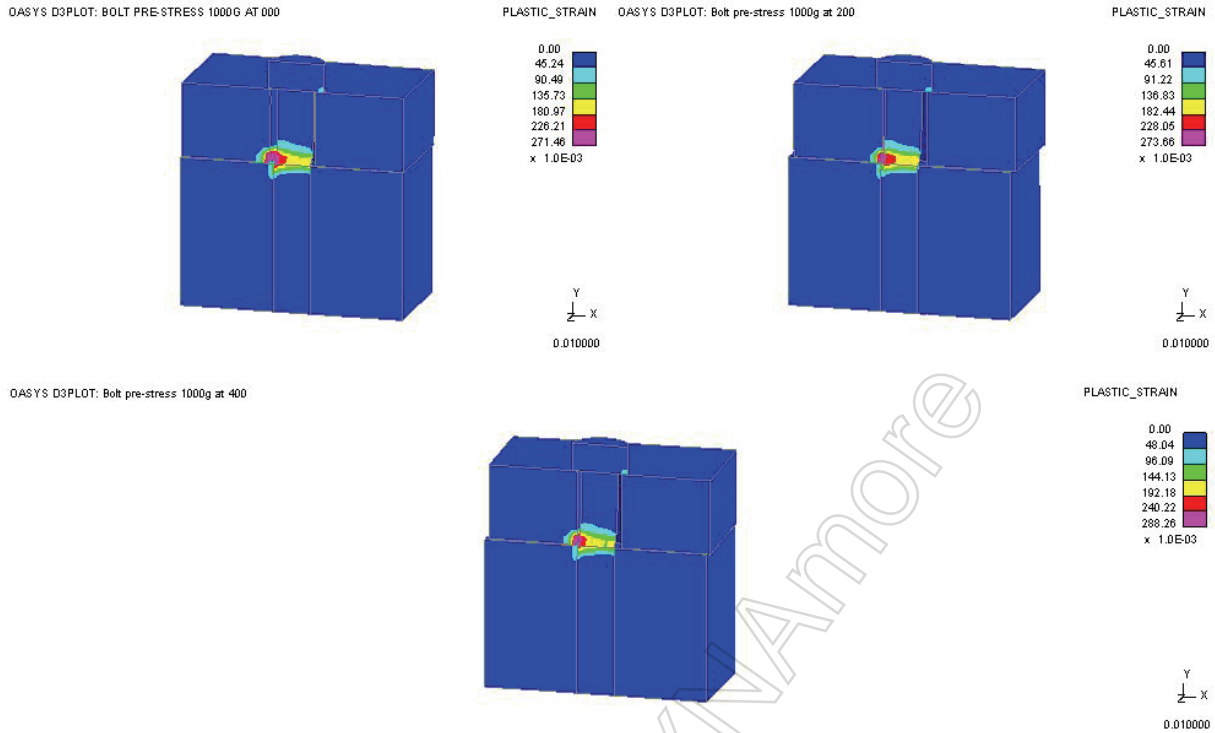 OASYS D3PLOT: BOLT PRE-STRESS 1000G AT 000
PLASTIC_STRAIN
0.00
45.24
90.49
135.73
180.97
226.21
271.46
x 1.0E-03
Y
Z X
0.010000
OASYS D3PLOT: Bolt pre-stress 1000g at 200
PLASTIC_STRAIN
0.00
45.61
91.22
136.83
182.44
228.05
273.66
x 1.0E-03
Y
Z X
0.010000
OASYS D3PLOT: Bolt pre-stress 1000g at 400
PLASTIC_STRAIN
0.00
48.04
96.09
144.13
192.18
240.22
288.26
x 1.0E-03
Y
Z X
0.010000
YNAmore